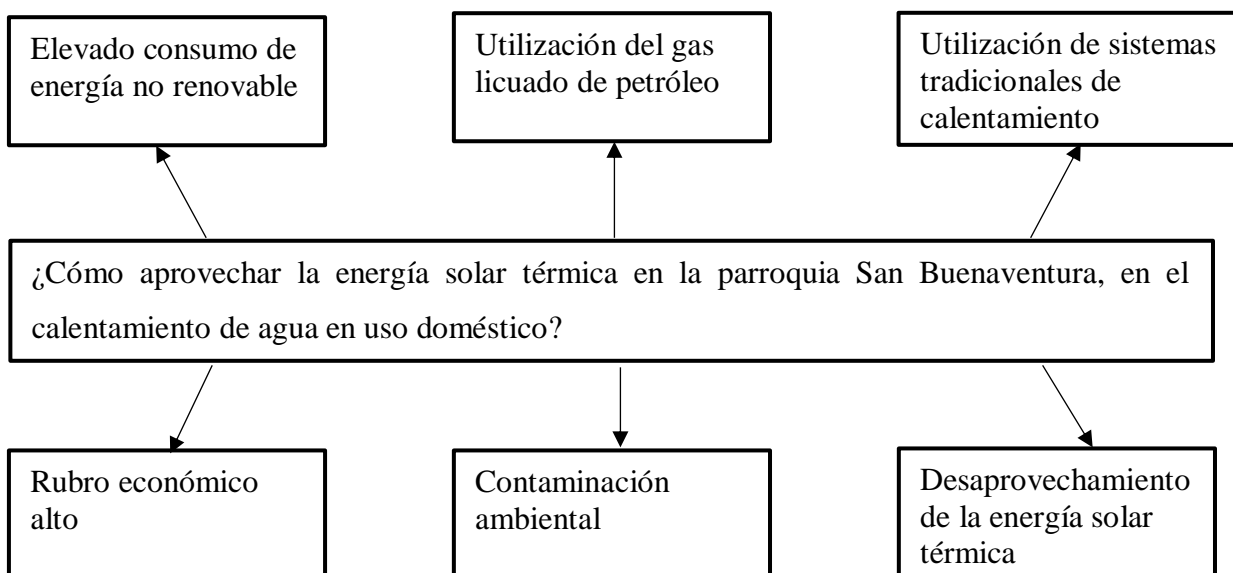 Elevado consumo de
energía no renovable
Utilización del gas
licuado de petróleo
Utilización de sistemas
tradicionales de
calentamiento
¿Cómo aprovechar la energía solar térmica en la parroquia San Buenaventura, en el
calentamiento de agua en uso doméstico?
Rubro económico
alto
Contaminación
ambiental
Desaprovechamiento
de la energía solar
térmica